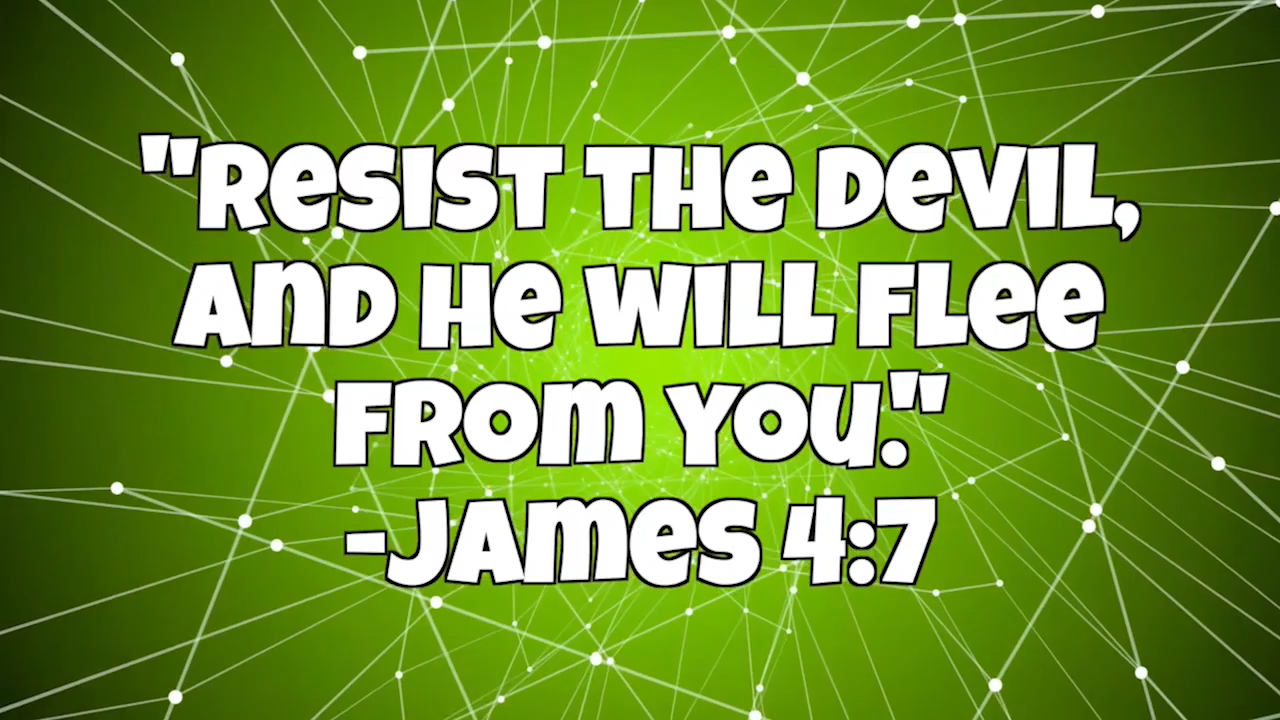 "Resist the devil,
and he will flee
from you."
-James 4:7